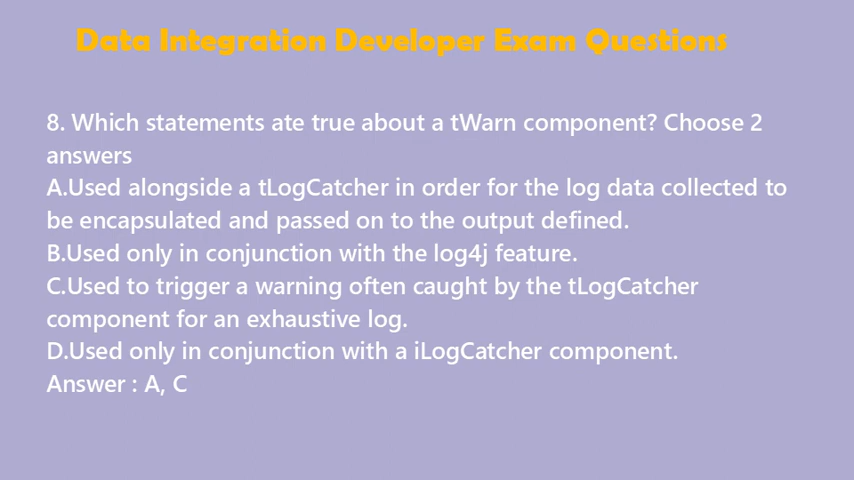 Data Integration Developer Exam Questions
8. Which statements ate true about a tWarn component? Choose 2
answers
A.Used alongside a tLogCatcher in order for the log data collected to
be encapsulated and passed on to the output defined.
B.Used only in conjunction with the log4j feature.
C.Used to trigger a warning often caught by the tLogCatcher
component for an exhaustive log.
D.Used only in conjunction with a iLogCatcher component.
Answer : A, C